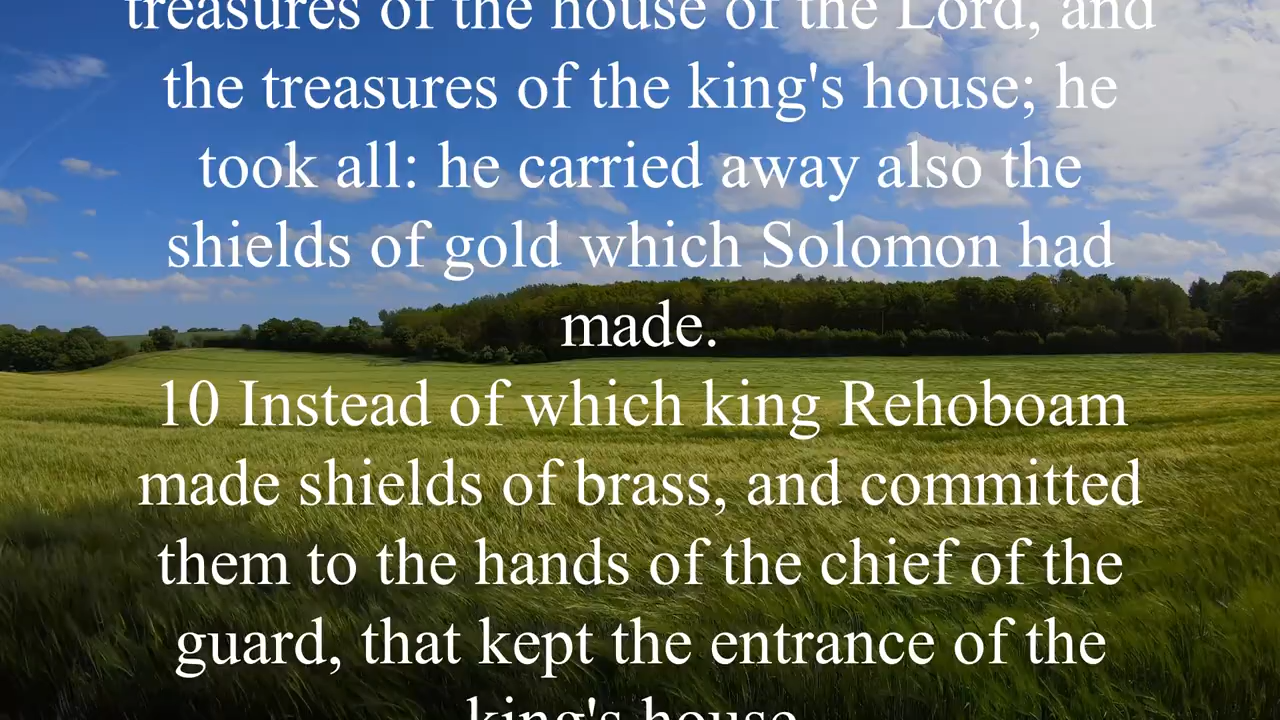 treasures of the house of the Lord, and
the treasures of the king's house; he
took all: he carried away also the
shields of gold which Solomon had
made.
10 Instead of which king Rehoboam
made shields of brass, and committed
them to the hands of the chief of the
guard, that kept the entrance of the
king's house.